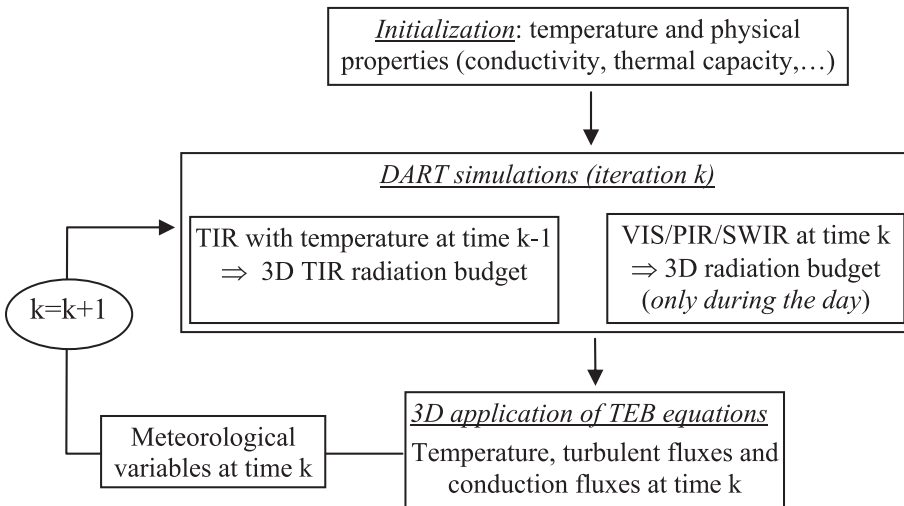 Initialization: temperature and physical
properties (conductivity, thermal capacity,…)
DART simulations (iteration k)
TIR with temperature at time k-1
⇒ 3D TIR radiation budget
VIS/PIR/SWIR at time k
⇒ 3D radiation budget
(only during the day)
k=k+1
3D application of TEB equations
Temperature, turbulent fluxes and
conduction fluxes at time k
Meteorological
variables at time k